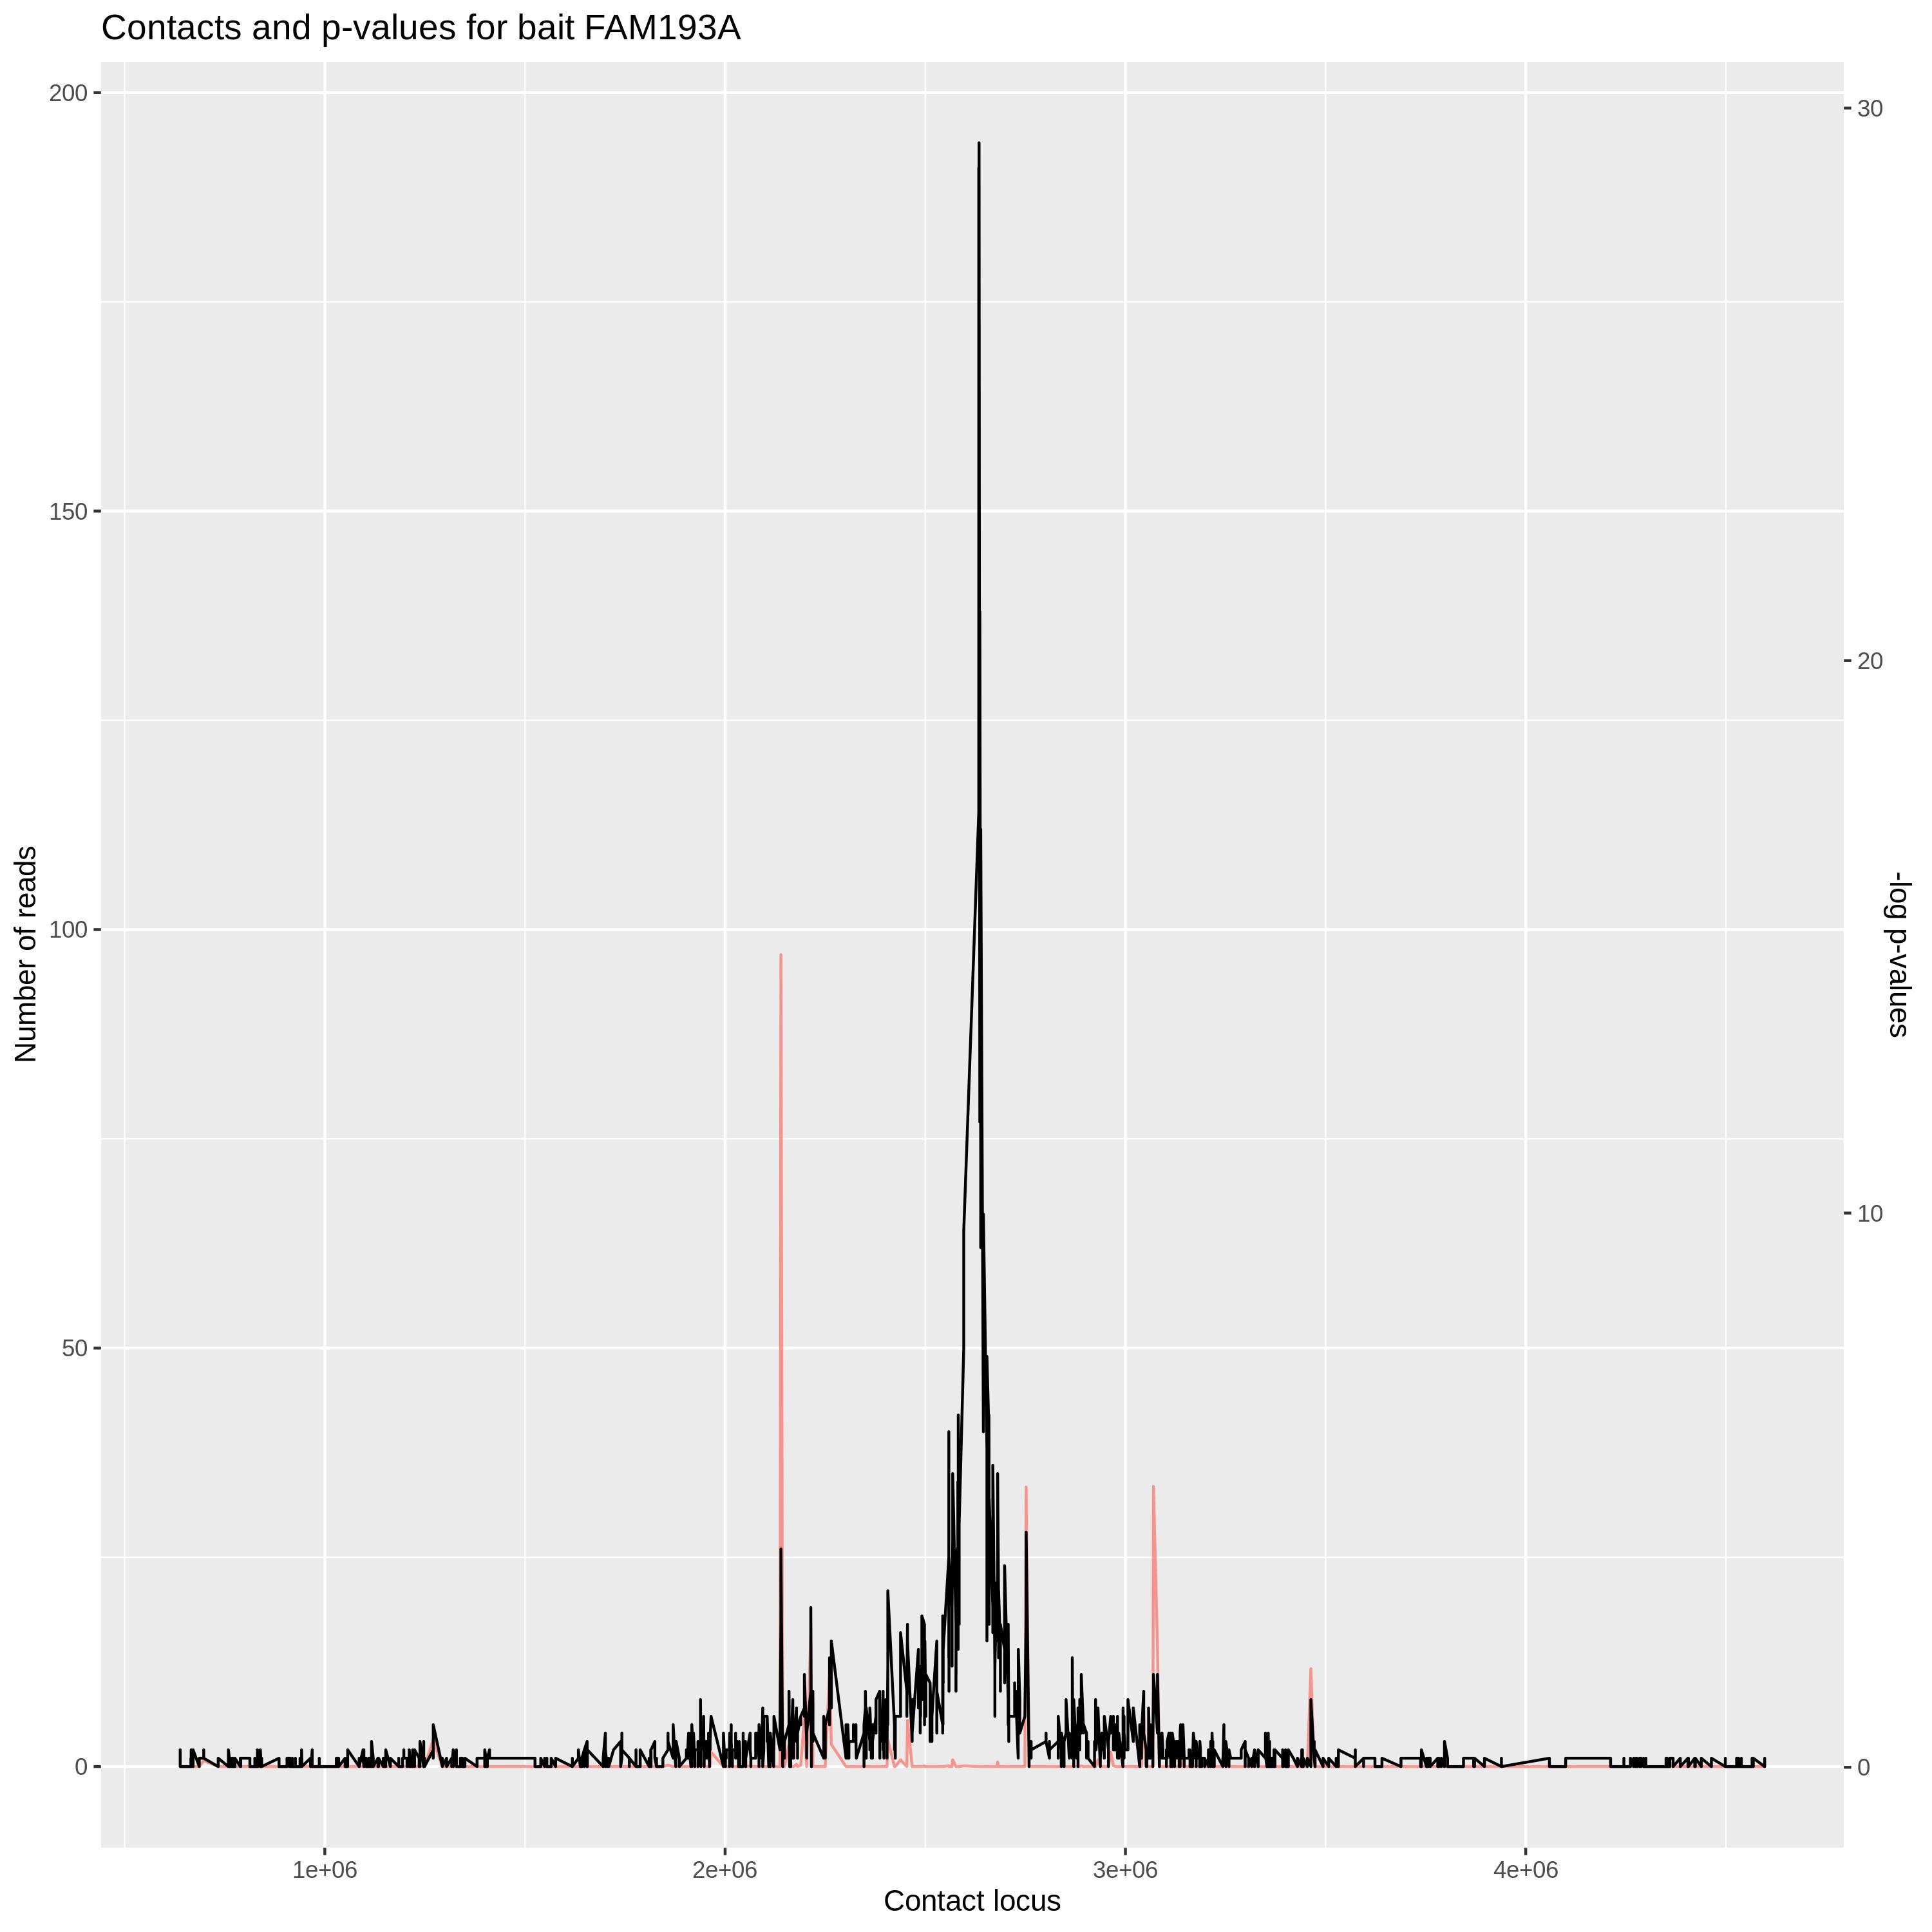 Contacts and p-values for bait FAM193A
200
150
100
50
0
Number of reads
30
20
10
0
-log p-values
1e+06
2e+06
3e+06
4e+06
Contact locus